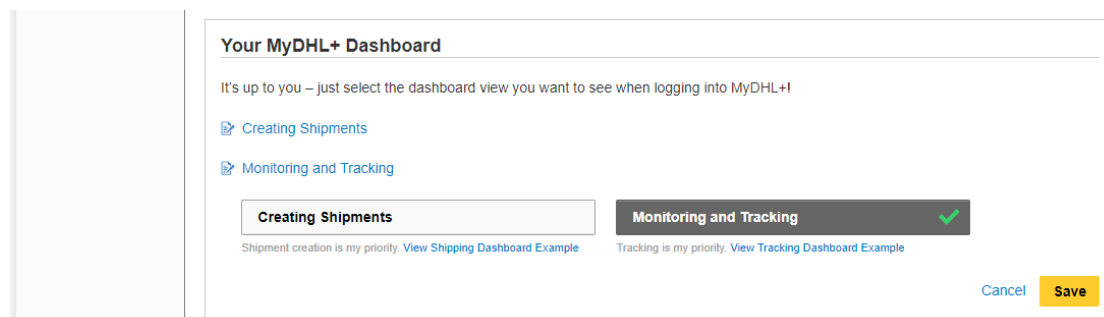 Your MyDHL+ Dashboard
It's up to you – just select the dashboard view you want to see when logging into MyDHL+!
Creating Shipments
Monitoring and Tracking
Creating Shipments
Monitoring and Tracking
Shipment creation is my priority. View Shipping Dashboard Example
Tracking is my priority. View Tracking Dashboard Example
Cancel
Save